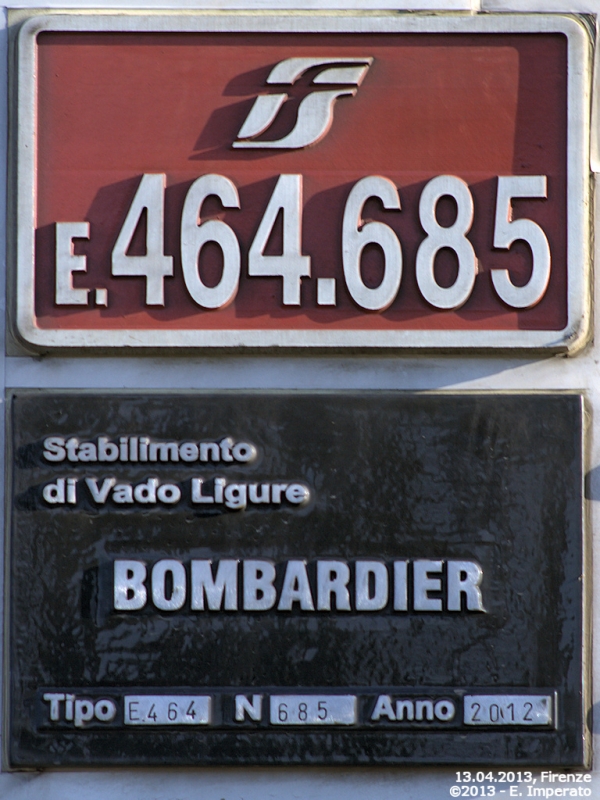 E.464.685
Stabilimento
di Vado Ligure
BOMBARDIER
Tipo E.464 N 685 Anno 2012
13.04.2013, Firenze
©2013 - E. Imperato